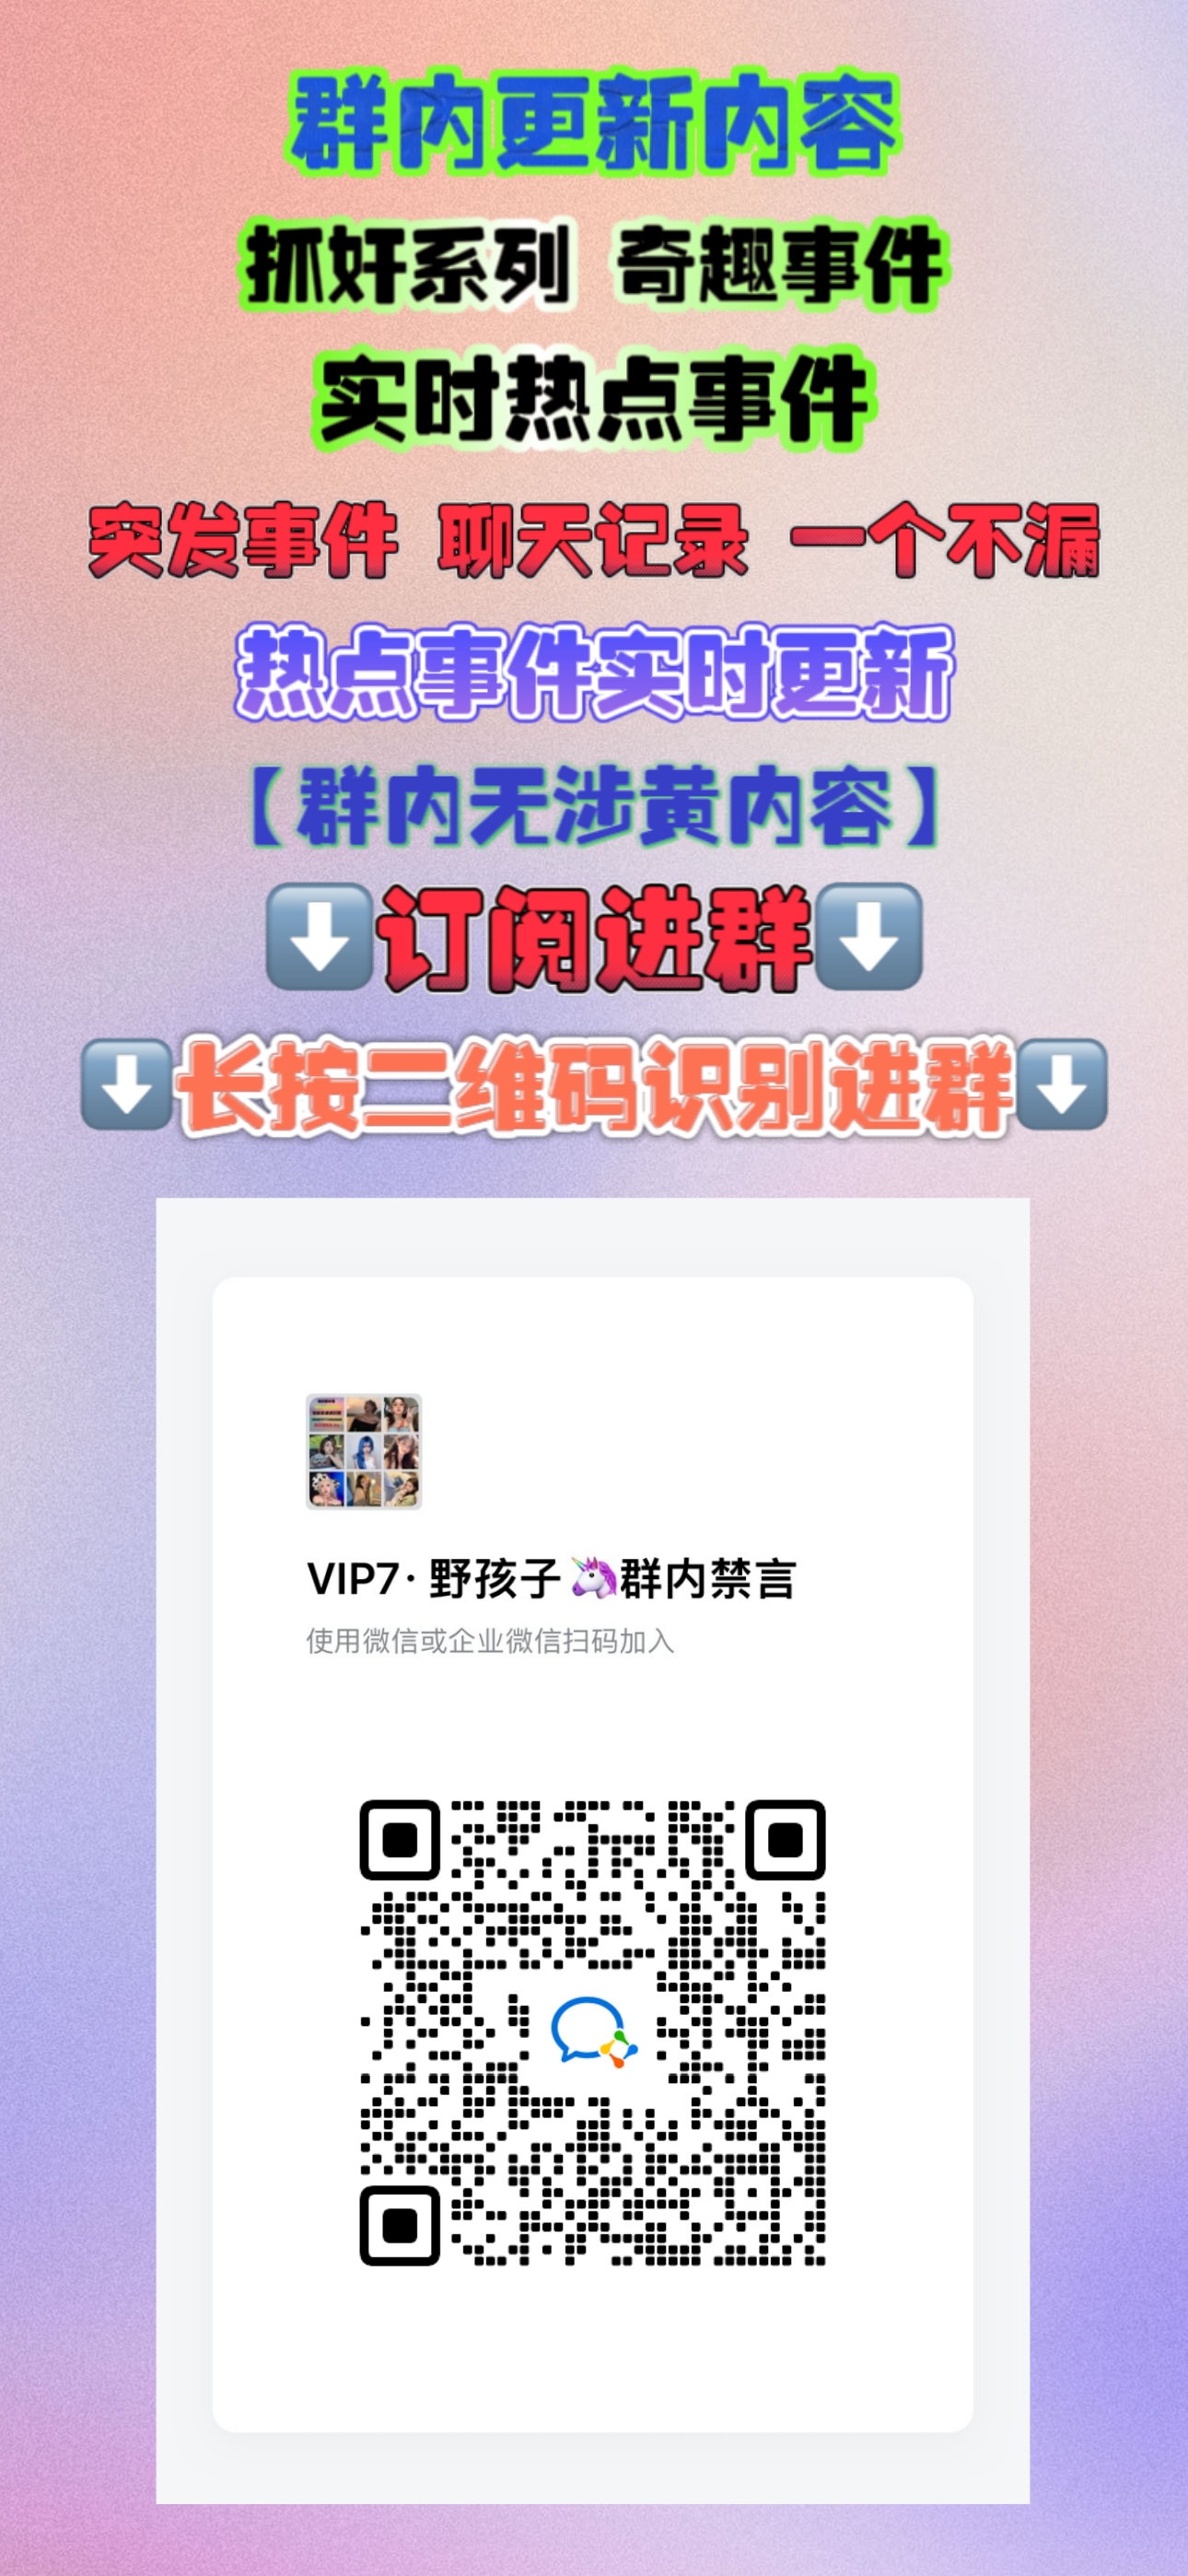 群内更新内容
抓奸系列 奇趣事件
实时热点事件
突发事件 聊天记录 一个不漏
热点事件实时更新
【群内无涉黄内容】
⬇️订阅进群⬇️
⬇️长按二维码识别进群⬇️
VIP7· 野孩子🦄群内禁言
使用微信或企业微信扫码加入